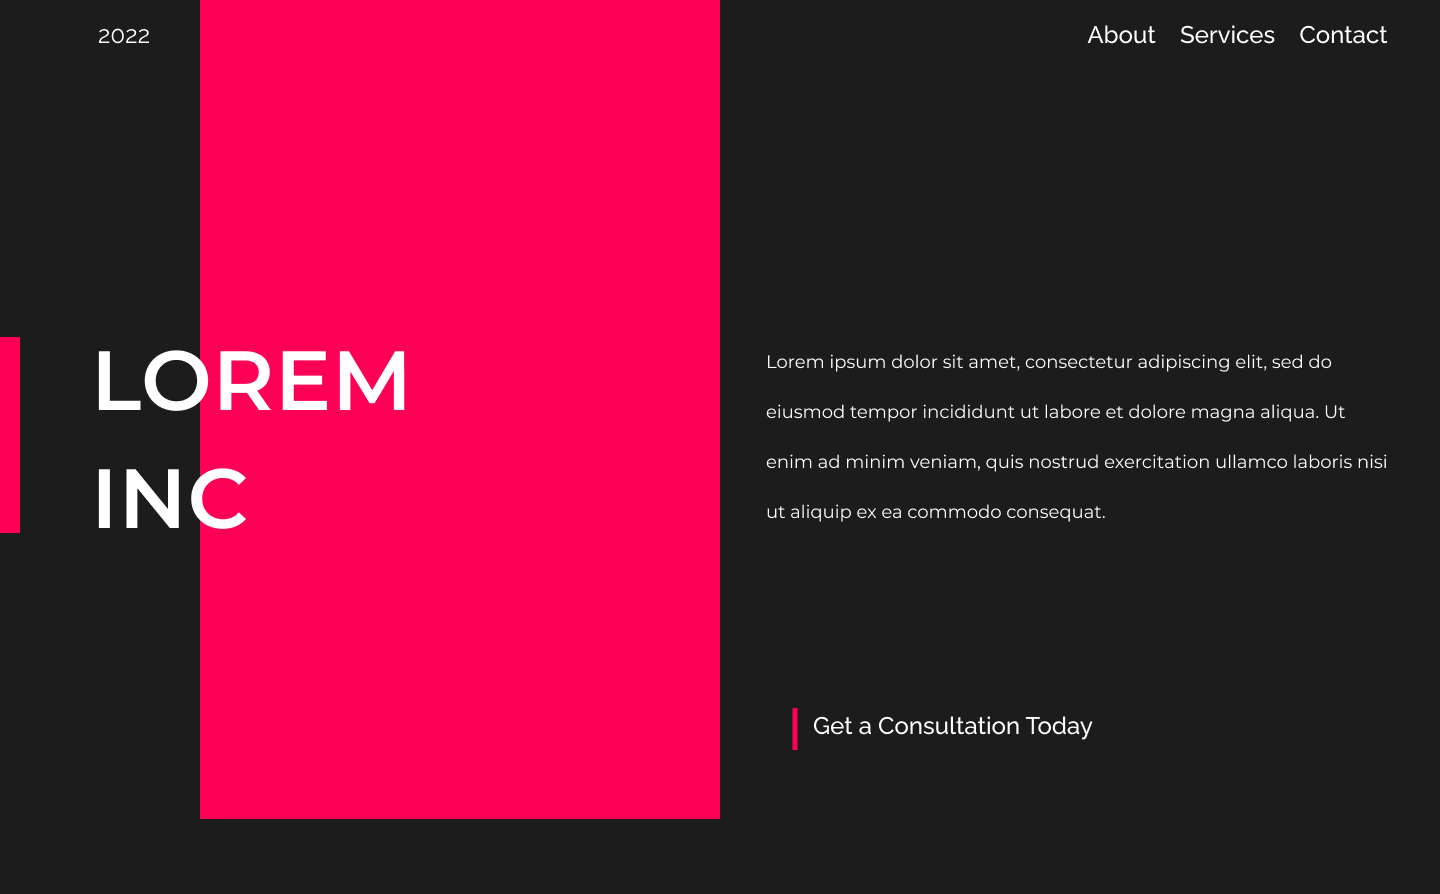 2022
About Services Contact
LOREM
INC
Lorem ipsum dolor sit amet, consectetur adipiscing elit, sed do
eiusmod tempor incididunt ut labore et dolore magna aliqua. Ut
enim ad minim veniam, quis nostrud exercitation ullamco laboris nisi
ut aliquip ex ea commodo consequat.
Get a Consultation Today